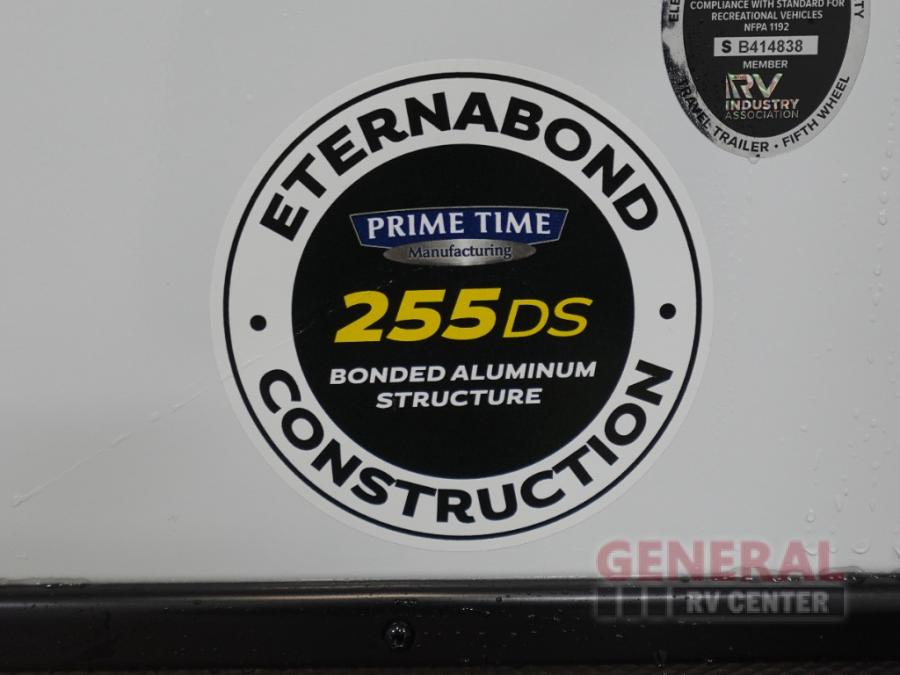 COMPLIANCE WITH STANDARD FOR
RECREATIONAL VEHICLES
NFPA 1192
S B414838
MEMBER
RV
INDUSTRY
ASSOCIATION
TRAVEL TRAILER • FIFTH WHEEL
ETERNABOND
PRIME TIME
Manufacturing
255DS
BONDED ALUMINUM
STRUCTURE
• CONSTRUCTION •
GENERAL
RV CENTER